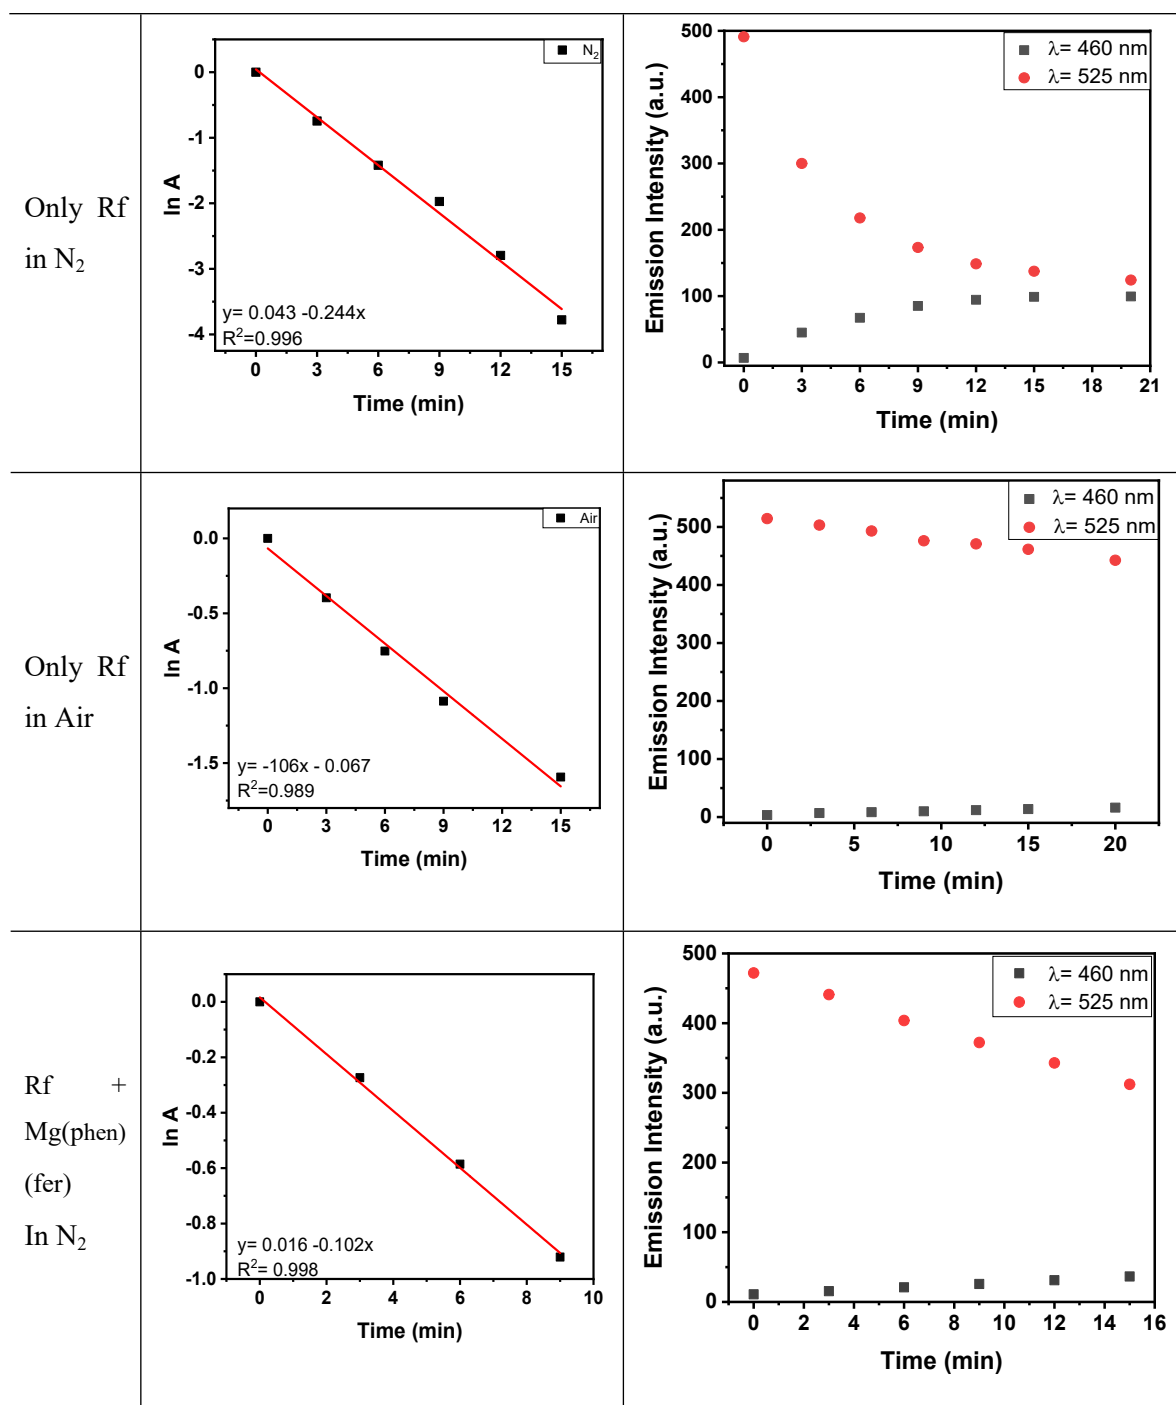 Only Rf
in N₂
N₂
ln A
0
-1
-2
-3
-4
y= 0.043 -0.244x
R²=0.996
0 3 6 9 12 15
Time (min)
λ= 460 nm
λ= 525 nm
Emission Intensity (a.u.)
500
400
300
200
100
0
0 3 6 9 12 15 18 21
Time (min)
Only Rf
in Air
Air
ln A
0.0
-0.5
-1.0
-1.5
y= -106x - 0.067
R²=0.989
0 3 6 9 12 15
Time (min)
λ= 460 nm
λ= 525 nm
Emission Intensity (a.u.)
500
400
300
200
100
0
0 5 10 15 20
Time (min)
Rf +
Mg(phen)
(fer)
In N₂
ln A
0.0
-0.2
-0.4
-0.6
-0.8
-1.0
y= 0.016 -0.102x
R²= 0.998
0 2 4 6 8 10
Time (min)
λ= 460 nm
λ= 525 nm
Emission Intensity (a.u.)
500
400
300
200
100
0
0 2 4 6 8 10 12 14 16
Time (min)